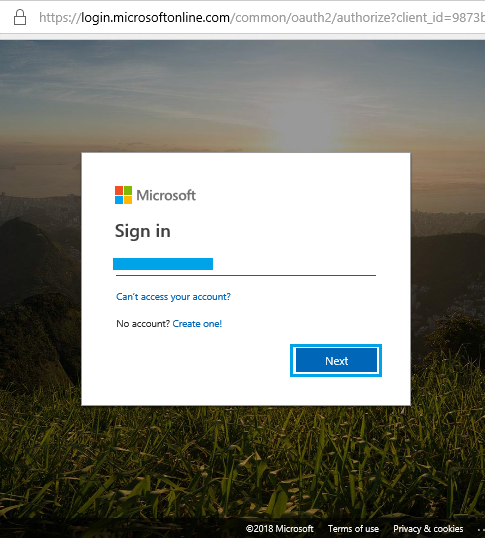 https://login.microsoftonline.com/common/oauth2/authorize?client_id=9873b
Microsoft
Sign in
Can't access your account?
No account? Create one!
Next
©2018 Microsoft Terms of use Privacy & cookies ...